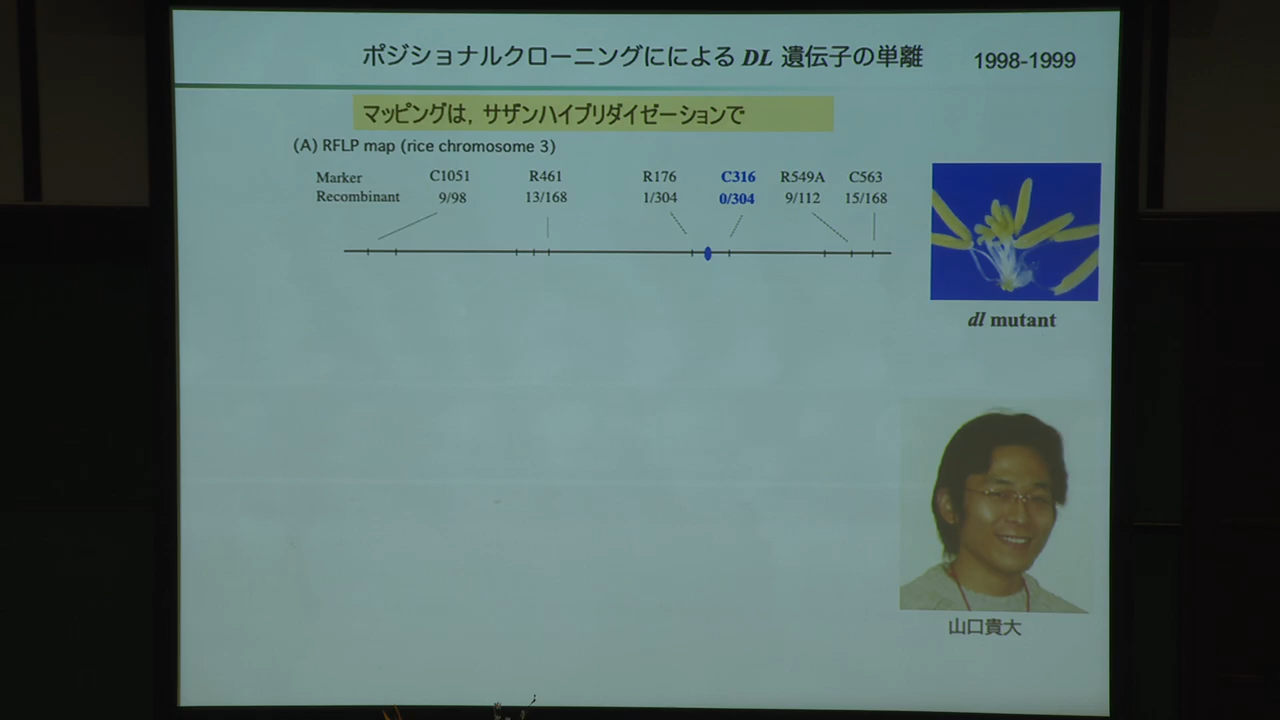 ポジショナルクローニングにによる DL 遺伝子の単離 1998-1999
マッピングは, サザンハイブリダイゼーションで
(A) RFLP map (rice chromosome 3)
Marker C1051 R461 R176 C316 R549A C563
Recombinant 9/98 13/168 1/304 0/304 9/112 15/168
dl mutant
山口貴大